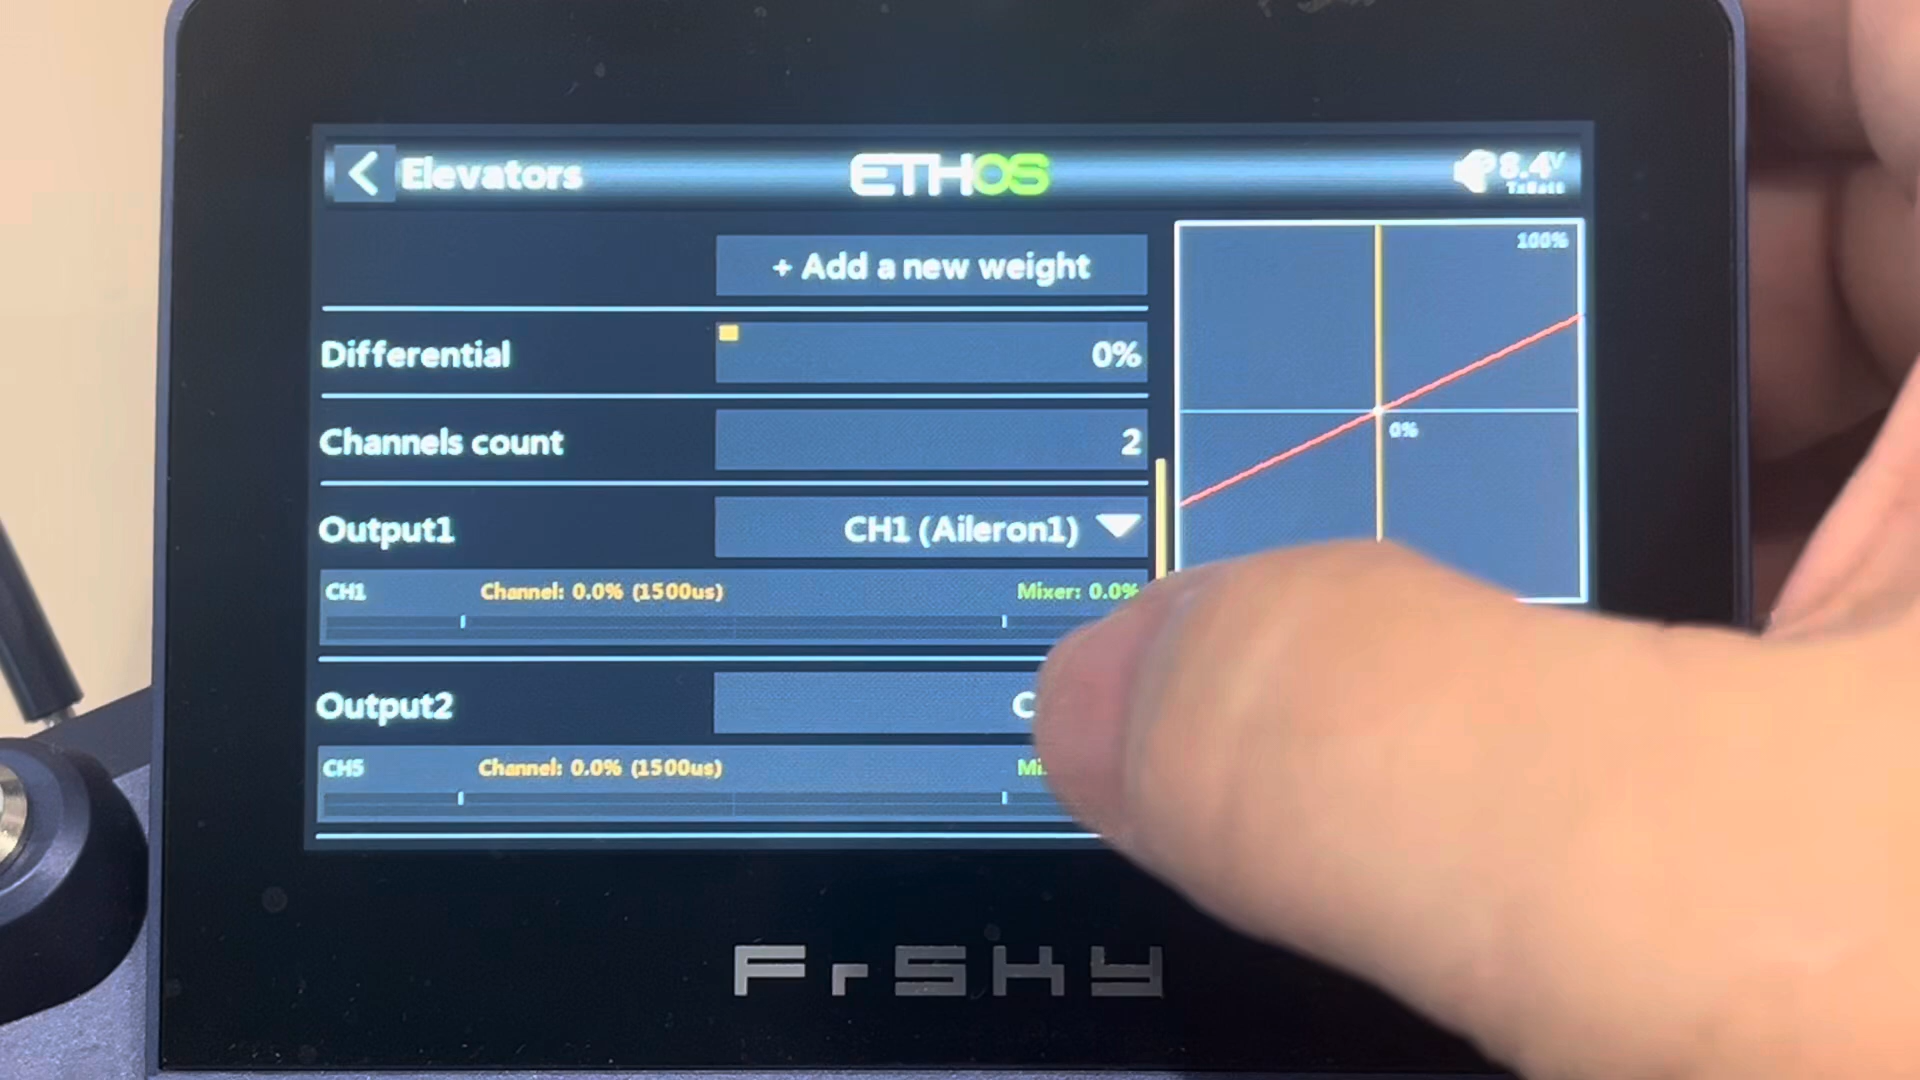 Elevators
ETHOS
8.4V
TxBatt
+ Add a new weight
100%
Differential
0%
Channels count
2
0%
Output1
CH1 (Aileron1)
CH1
Channel: 0.0% (1500us)
Mixer: 0.0%
Output2
CH5
Channel: 0.0% (1500us)
FrSKY